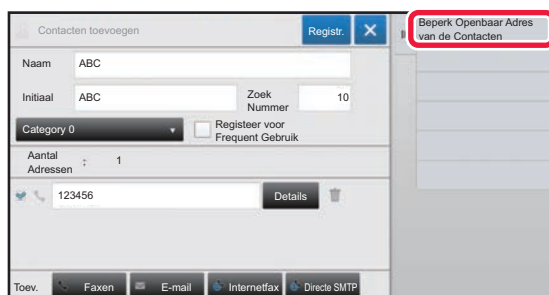 Contacten toevoegen
Registr.
Beperk Openbaar Adres
van de Contacten
Naam
ABC
Initiaal
ABC
Zoek
Nummer
10
Category 0
Registeer voor
Frequent Gebruik
Aantal
Adressen
:
1
123456
Details
Toev.
Faxen
E-mail
Internetfax
Directe SMTP